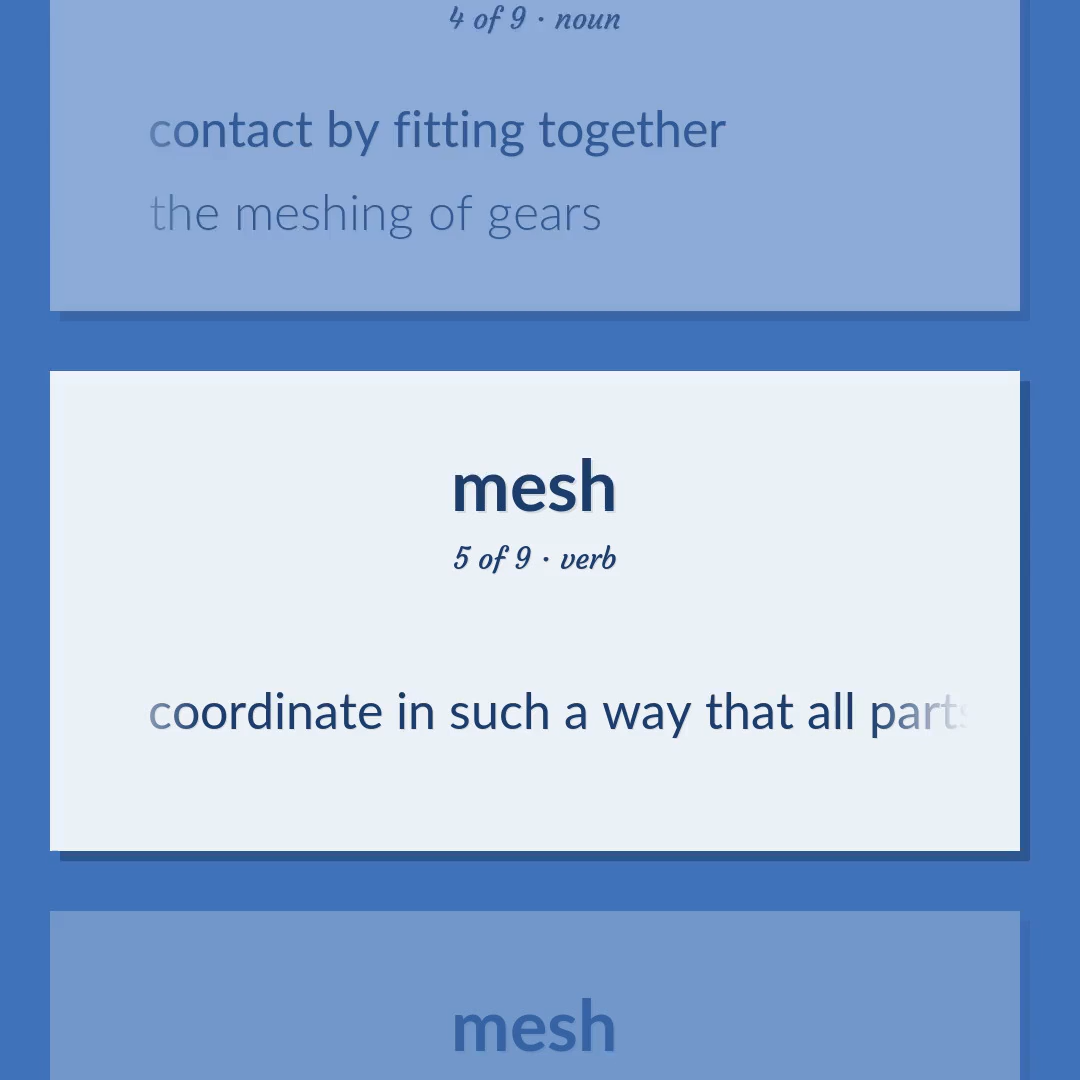 4 of 9 · noun
contact by fitting together
the meshing of gears
mesh
5 of 9 · verb
coordinate in such a way that all parts
mesh